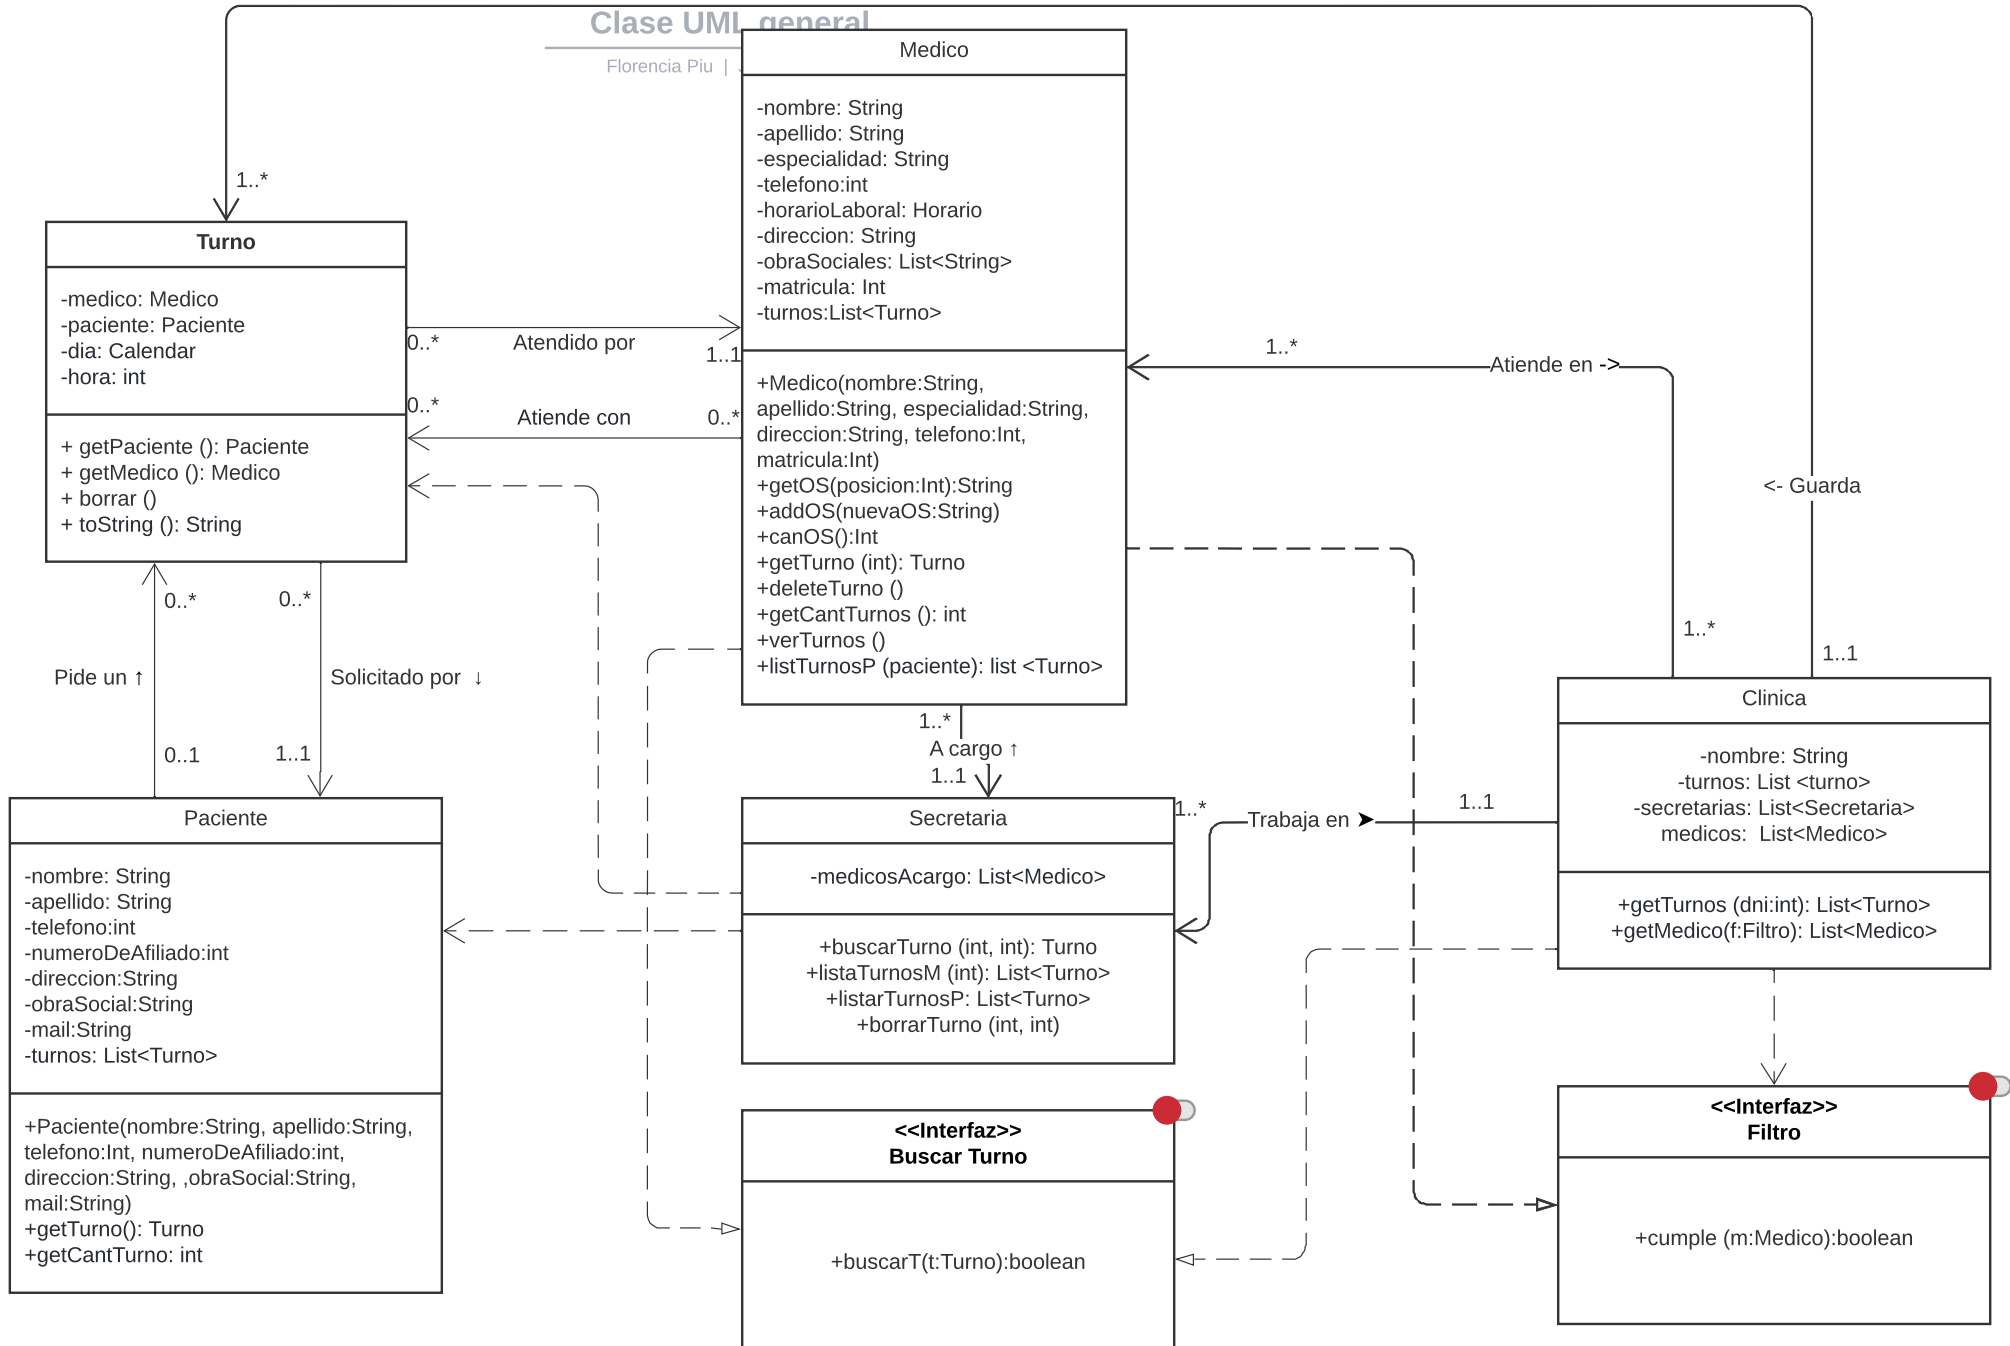 Clase UML general
Florencia Piu |
Medico
-nombre: String
-apellido: String
-especialidad: String
-telefono:int
-horarioLaboral: Horario
-direccion: String
-obraSociales: List<String>
-matricula: Int
-turnos:List<Turno>
+Medico(nombre:String,
apellido:String, especialidad:String,
direccion:String, telefono:Int,
matricula:Int)
+getOS(posicion:Int):String
+addOS(nuevaOS:String)
+canOS():Int
+getTurno (int): Turno
+deleteTurno ()
+getCantTurnos (): int
+verTurnos ()
+listTurnosP (paciente): list <Turno>
1..*
Turno
-medico: Medico
-paciente: Paciente
-dia: Calendar
-hora: int
+ getPaciente (): Paciente
+ getMedico (): Medico
+ borrar ()
+ toString (): String
0..*
Atendido por
1..1
0..*
Atiende con
0..*
1..*
Atiende en ->
<- Guarda
1..*
1..1
0..*
0..*
Pide un ↑
Solicitado por ↓
0..1
1..1
1..*
A cargo ↑
1..1
1..*
Trabaja en ➤
1..1
Paciente
-nombre: String
-apellido: String
-telefono:int
-numeroDeAfiliado:int
-direccion:String
-obraSocial:String
-mail:String
-turnos: List<Turno>
+Paciente(nombre:String, apellido:String,
telefono:Int, numeroDeAfiliado:int,
direccion:String, ,obraSocial:String,
mail:String)
+getTurno(): Turno
+getCantTurno: int
Secretaria
-medicosAcargo: List<Medico>
+buscarTurno (int, int): Turno
+listaTurnosM (int): List<Turno>
+listarTurnosP: List<Turno>
+borrarTurno (int, int)
Clinica
-nombre: String
-turnos: List <turno>
-secretarias: List<Secretaria>
medicos:  List<Medico>
+getTurnos (dni:int): List<Turno>
+getMedico(f:Filtro): List<Medico>
<<Interfaz>>
Buscar Turno
+buscarT(t:Turno):boolean
<<Interfaz>>
Filtro
+cumple (m:Medico):boolean